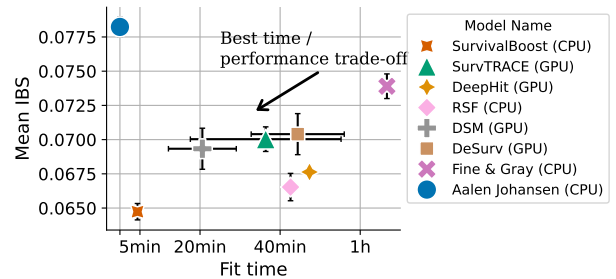 Best time /
performance trade-off
Mean IBS
0.0775
0.0750
0.0725
0.0700
0.0675
0.0650
5min
20min
40min
1h
Fit time
Model Name
SurvivalBoost (CPU)
SurvTRACE (GPU)
DeepHit (GPU)
RSF (CPU)
DSM (GPU)
DeSurv (GPU)
Fine & Gray (CPU)
Aalen Johansen (CPU)